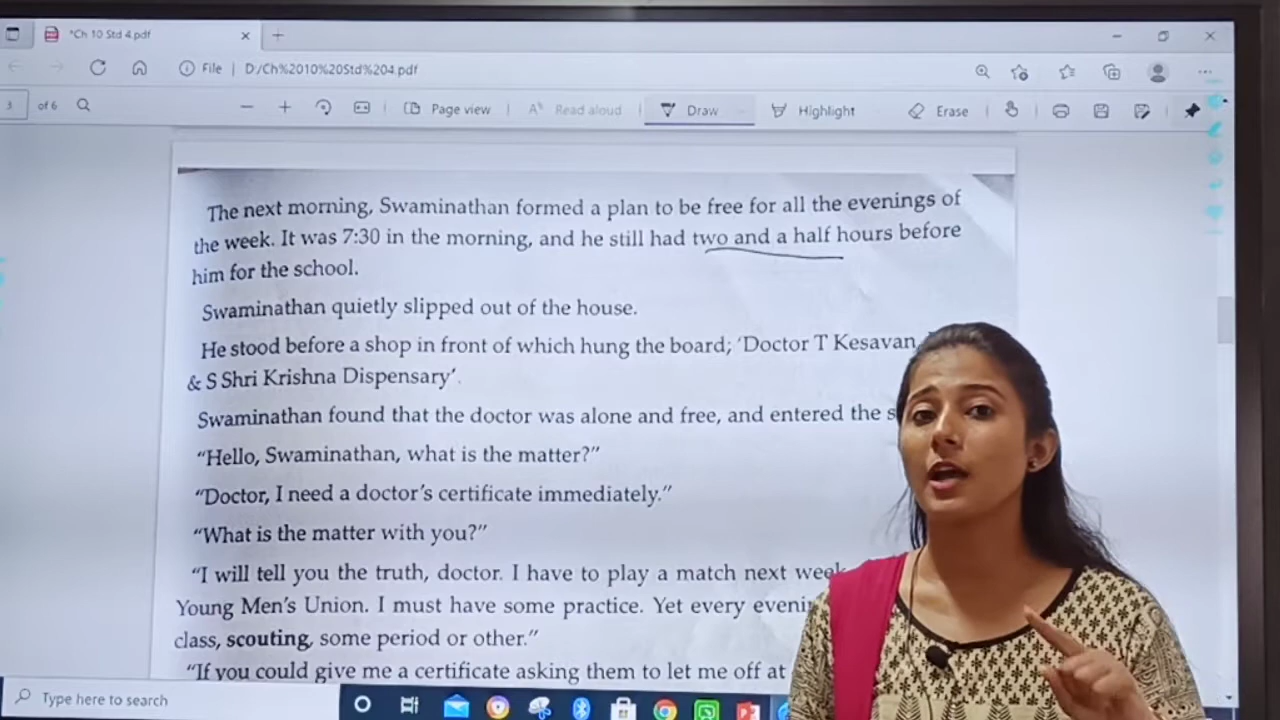 *Ch 10 Std 4.pdf
File | D:/Ch%2010%20Std%204.pdf
3 of 6 Page view Read aloud Draw Highlight Erase
The next morning, Swaminathan formed a plan to be free for all the evenings of
the week. It was 7:30 in the morning, and he still had two and a half hours before
him for the school.
Swaminathan quietly slipped out of the house.
He stood before a shop in front of which hung the board; 'Doctor T Kesavan
& S Shri Krishna Dispensary'.
Swaminathan found that the doctor was alone and free, and entered the
"Hello, Swaminathan, what is the matter?"
"Doctor, I need a doctor's certificate immediately."
"What is the matter with you?"
"I will tell you the truth, doctor. I have to play a match next week
Young Men's Union. I must have some practice. Yet every
class, scouting, some period or other."
"If you could give me a certificate asking them to let me off at
Type here to search